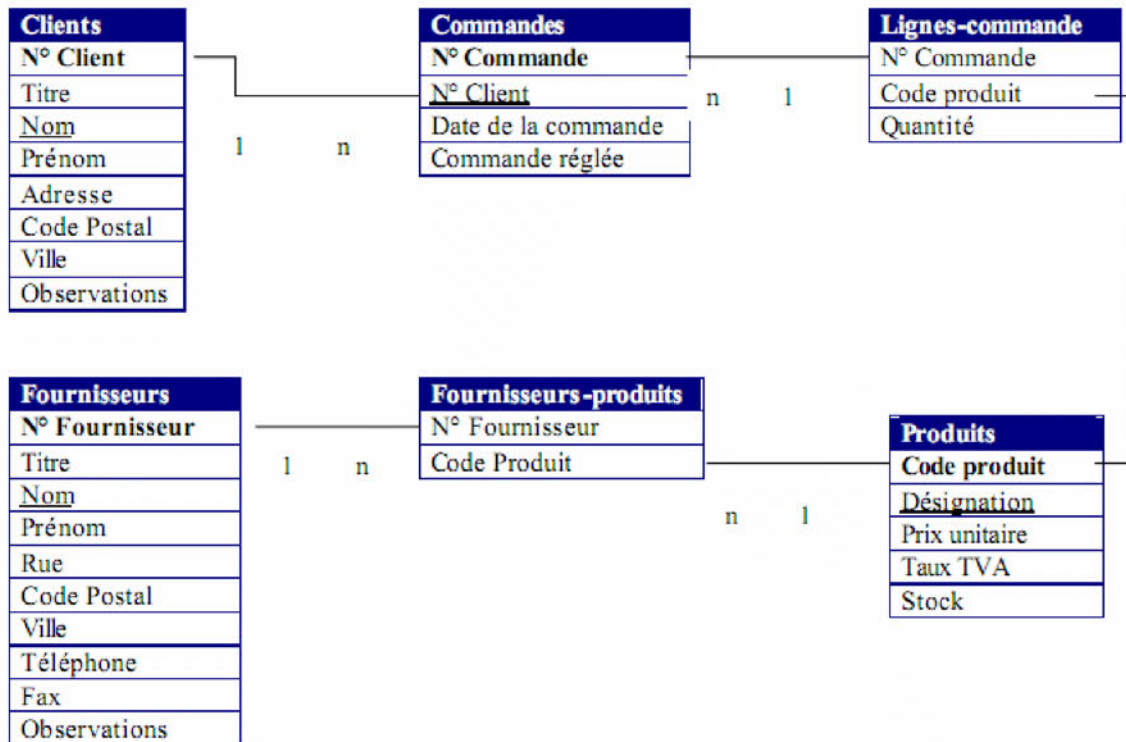 Clients
N° Client
Titre
Nom
Prénom
Adresse
Code Postal
Ville
Observations
1 n
Commandes
N° Commande
N° Client
Date de la commande
Commande réglée
n 1
Lignes-commande
N° Commande
Code produit
Quantité
Fournisseurs
N° Fournisseur
Titre
Nom
Prénom
Rue
Code Postal
Ville
Téléphone
Fax
Observations
1 n
Fournisseurs-produits
N° Fournisseur
Code Produit
n 1
Produits
Code produit
Désignation
Prix unitaire
Taux TVA
Stock